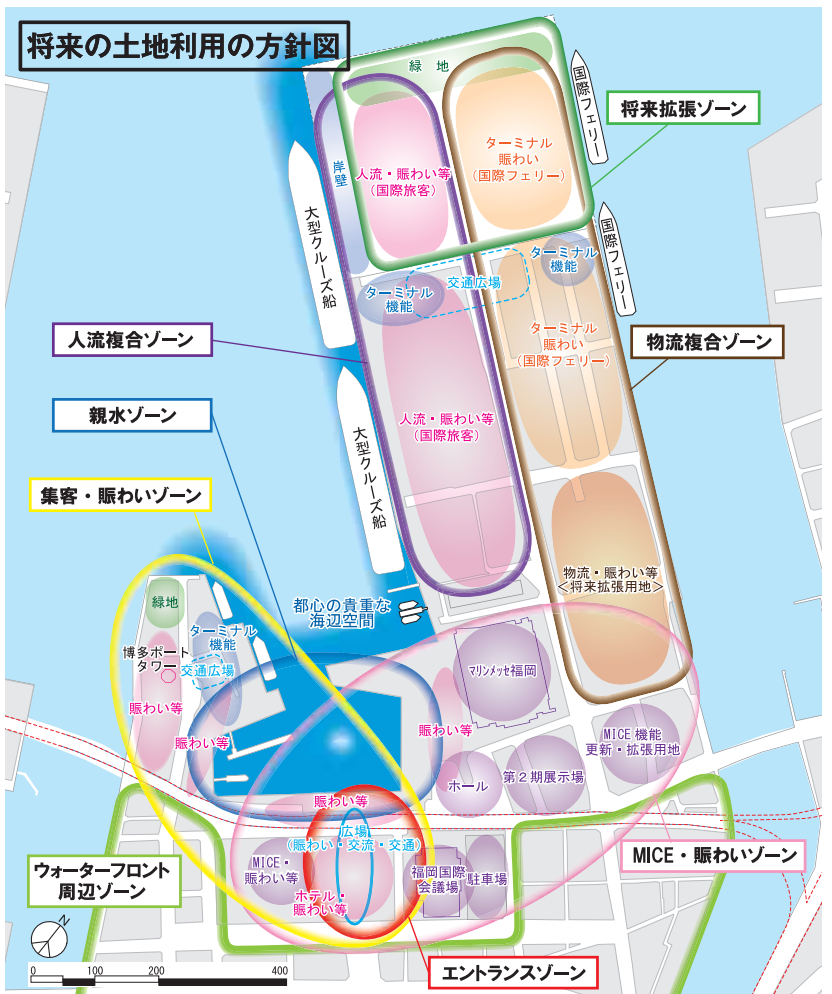 将来の土地利用の方針図
緑　地
国際フェリー
将来拡張ゾーン
岸壁
人流・賑わい等
（国際旅客）
ターミナル
賑わい
（国際フェリー）
大型クルーズ船
国際フェリー
ターミナル
機能
交通広場
ターミナル
機能
人流複合ゾーン
ターミナル
賑わい
（国際フェリー）
物流複合ゾーン
親水ゾーン
人流・賑わい等
（国際旅客）
大型クルーズ船
集客・賑わいゾーン
物流・賑わい等
＜将来拡張用地＞
緑地
都心の貴重な
海辺空間
ターミナル
機能
博多ポート
タワー
交通広場
マリンメッセ福岡
賑わい等
賑わい等
賑わい等
MICE 機能
更新・拡張用地
ホール
第２期展示場
賑わい等
広場
（賑わい・交流・交通）
MICE・
賑わい等
福岡国際
会議場
駐車場
MICE・賑わいゾーン
ウォーターフロント
周辺ゾーン
ホテル・
賑わい等
N
エントランスゾーン
0 100 200 400